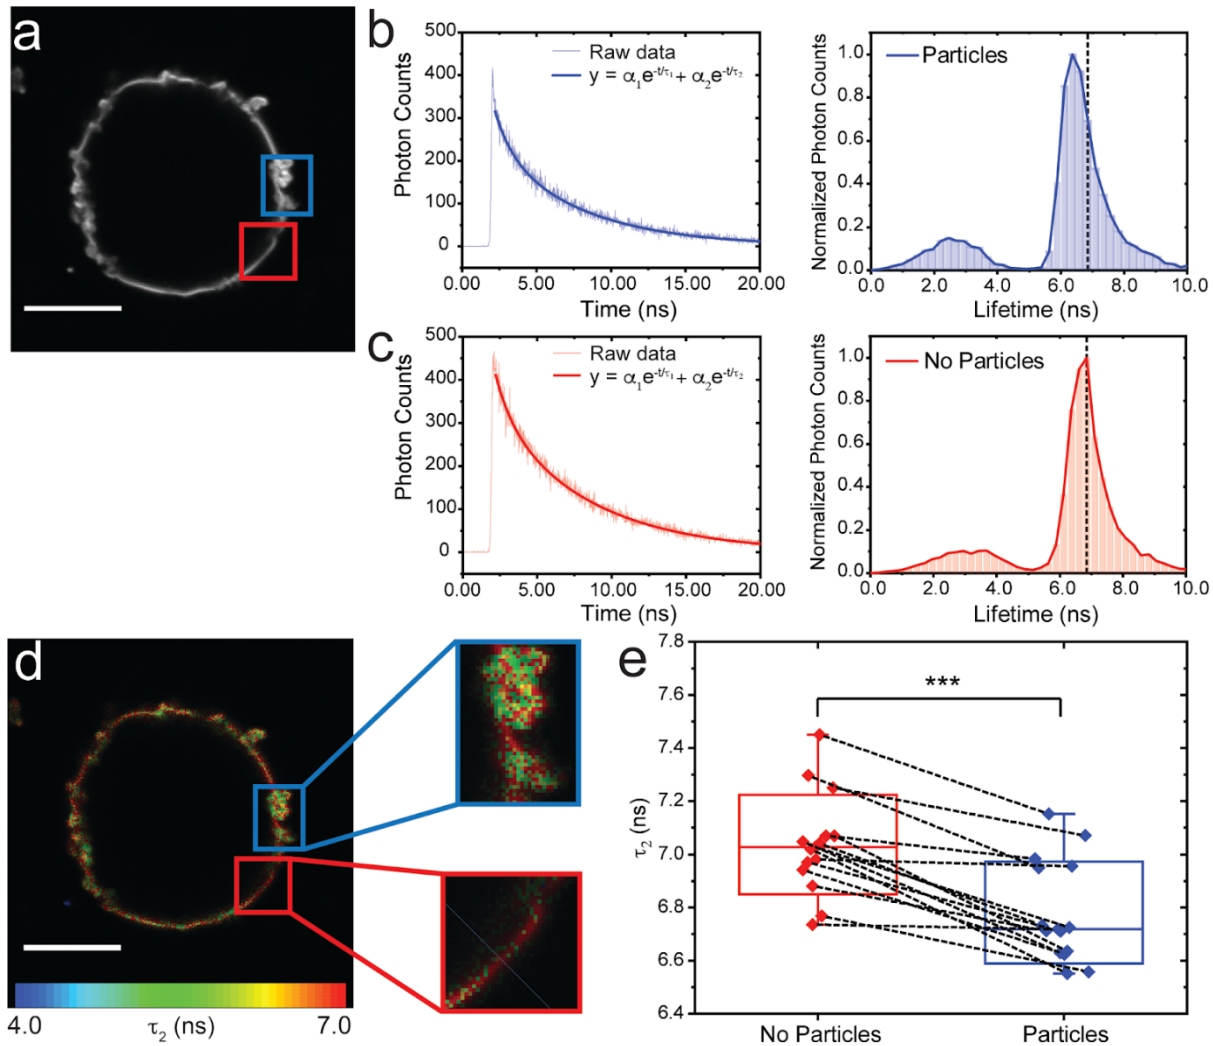 a
b
500
400
300
200
100
0
Photon Counts
Raw data
y = α₁e^-t/τ₁ + α₂e^-t/τ₂
0.00 5.00 10.00 15.00 20.00
Time (ns)
1.0
0.8
0.6
0.4
0.2
0.0
Normalized Photon Counts
Particles
0.0 2.0 4.0 6.0 8.0 10.0
Lifetime (ns)
c
500
400
300
200
100
0
Photon Counts
Raw data
y = α₁e^-t/τ₁ + α₂e^-t/τ₂
0.00 5.00 10.00 15.00 20.00
Time (ns)
1.0
0.8
0.6
0.4
0.2
0.0
Normalized Photon Counts
No Particles
0.0 2.0 4.0 6.0 8.0 10.0
Lifetime (ns)
d
4.0 τ₂ (ns) 7.0
e
7.8
7.6
7.4
7.2
7.0
6.8
6.6
6.4
τ₂ (ns)
***
No Particles Particles